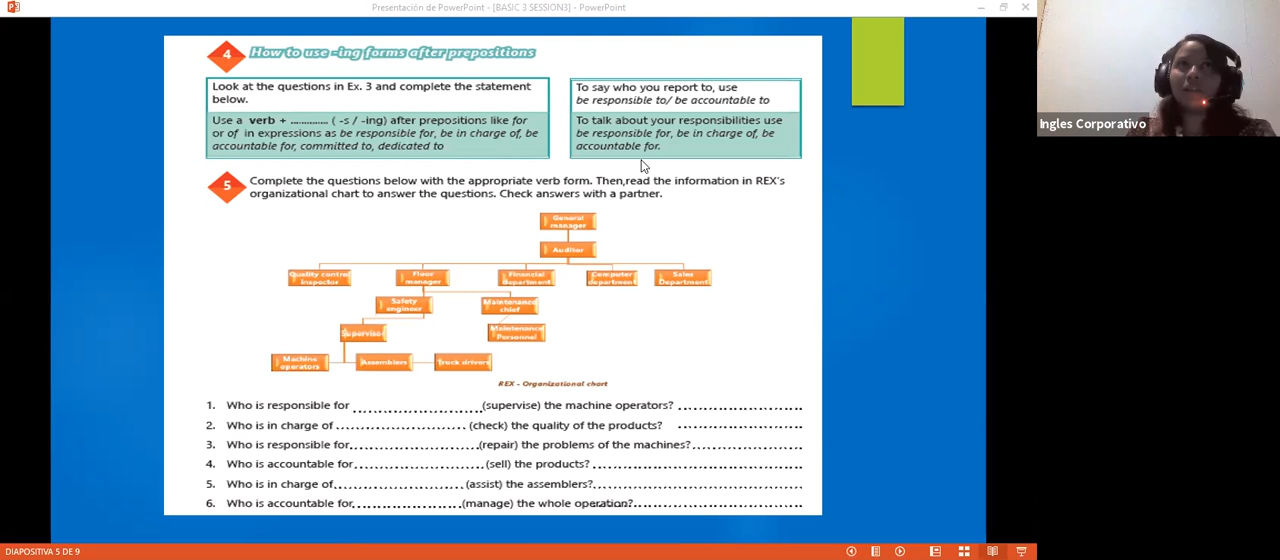 Presentación de PowerPoint - [BASIC 3 SESSION3] - PowerPoint
4 How to use -ing forms after prepositions
Look at the questions in Ex. 3 and complete the statement
below.
Use a verb + ............. ( -s / -ing) after prepositions like for
or of in expressions as be responsible for, be in charge of, be
accountable for, committed to, dedicated to
To say who you report to, use
be responsible to/ be accountable to
To talk about your responsibilities use
be responsible for, be in charge of, be
accountable for.
Ingles Corporativo
5 Complete the questions below with the appropriate verb form. Then,read the information in REX's
organizational chart to answer the questions. Check answers with a partner.
General
manager
Auditor
Quality control
Inspector
Floor
manager
Financial
department
Computer
department
Sales
Department
Safety
engineer
Maintenance
chief
Supervisor
Maintenance
Personnel
Machine
operators
Assemblers
Truck drivers
REX - Organizational chart
1. Who is responsible for ........................ (supervise) the machine operators? ........................
2. Who is in charge of ........................ (check) the quality of the products? ........................
3. Who is responsible for........................ (repair) the problems of the machines? ........................
4. Who is accountable for........................ (sell) the products? ........................
5. Who is in charge of........................ (assist) the assemblers? ........................
6. Who is accountable for........................ (manage) the whole operation? ........................
DIAPOSITIVA 5 DE 9